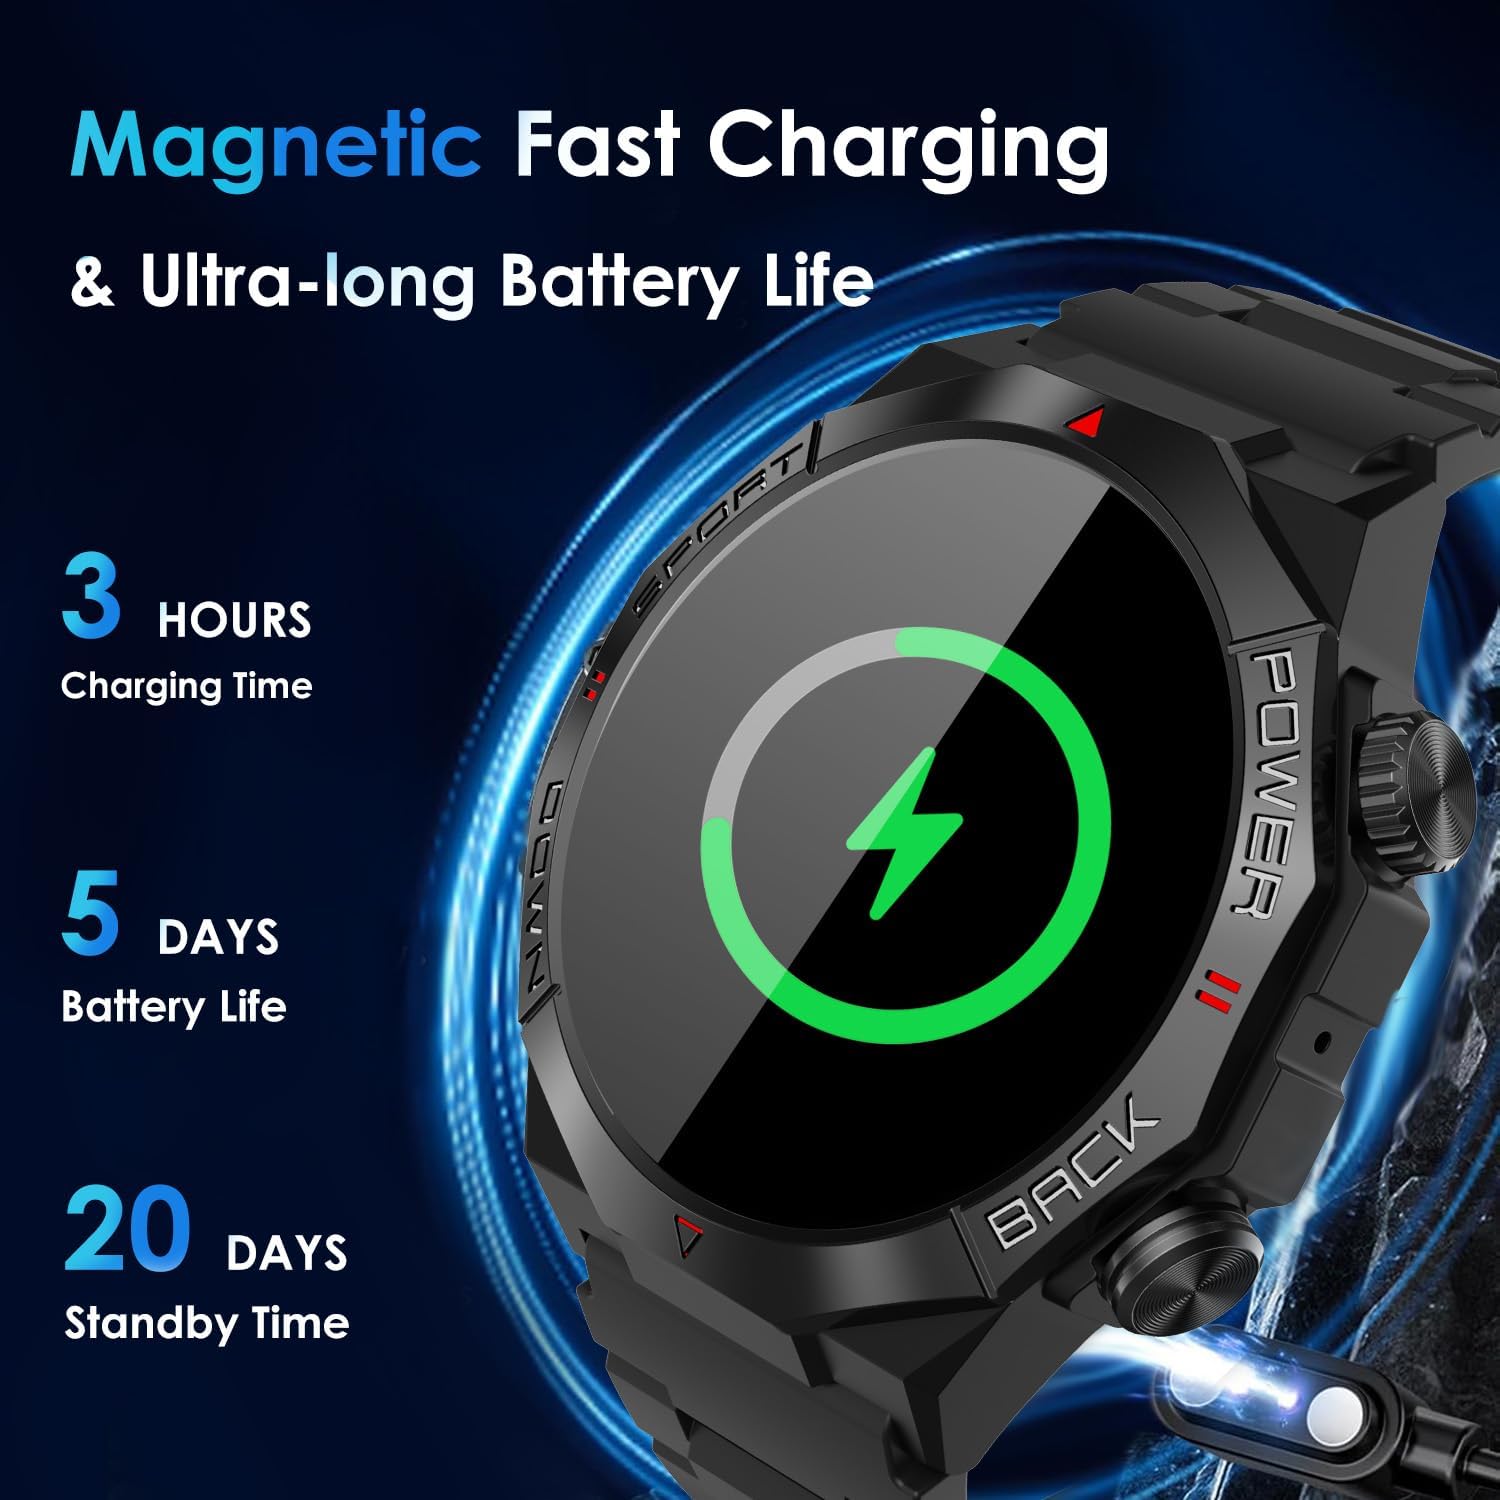 Magnetic Fast Charging
& Ultra-long Battery Life
3 HOURS
Charging Time
5 DAYS
Battery Life
20 DAYS
Standby Time
SPORT
DOWN
POWER
BACK